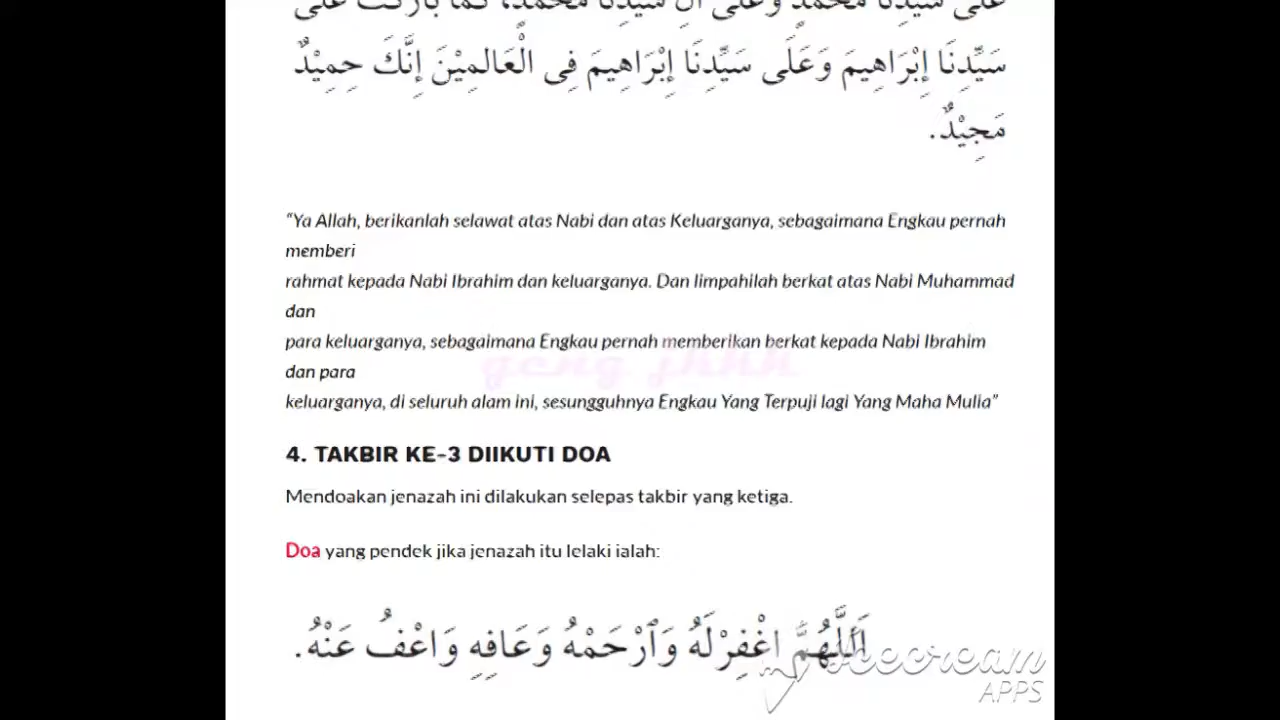 عَلَى سَيِّدِنَا مُحَمَّدٍ وَعَلَى آلِ سَيِّدِنَا مُحَمَّدٍ، كَمَا بَارَكْتَ عَلَى
سَيِّدِنَا إِبْرَاهِيمَ وَعَلَى سَيِّدِنَا إِبْرَاهِيمَ فِى الْعَالَمِيْنَ إِنَّكَ حِمِيْدٌ
مَجِيْدٌ.
“Ya Allah, berikanlah selawat atas Nabi dan atas Keluarganya, sebagaimana Engkau pernah
memberi
rahmat kepada Nabi Ibrahim dan keluarganya. Dan limpahilah berkat atas Nabi Muhammad
dan
para keluarganya, sebagaimana Engkau pernah memberikan berkat kepada Nabi Ibrahim
dan para
keluarganya, di seluruh alam ini, sesungguhnya Engkau Yang Terpuji lagi Yang Maha Mulia”
4. TAKBIR KE-3 DIIKUTI DOA
Mendoakan jenazah ini dilakukan selepas takbir yang ketiga.
Doa yang pendek jika jenazah itu lelaki ialah:
اَللَّهُمَّ اغْفِرْلَهُ وَٱرْحَمْهُ وَعَافِهِ وَاعْفُ عَنْهُ.
Icecream
APPS